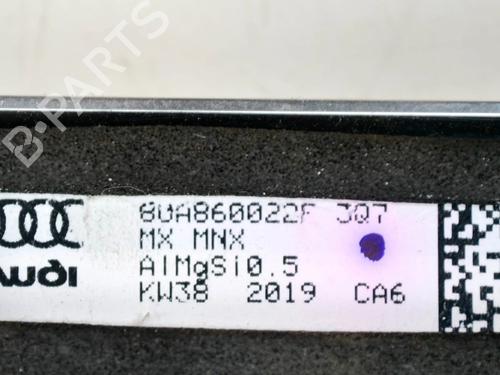 B-PARTS
8UA860022F 3Q7
MX MNX
AlMgSi0.5
KW38 2019 CA6
Audi